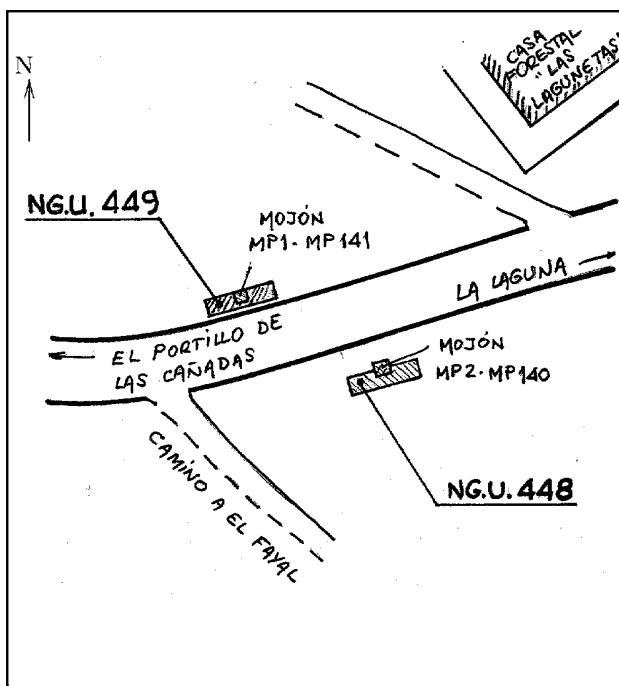 CASA
FORESTAL
"LAS
LAGUNETAS"
N
NG.U. 449
MOJÓN
MP1-MP141
LA LAGUNA
EL PORTILLO DE
LAS CAÑADAS
MOJÓN
MP2-MP140
CAMINO A EL FAYAL
NG.U. 448